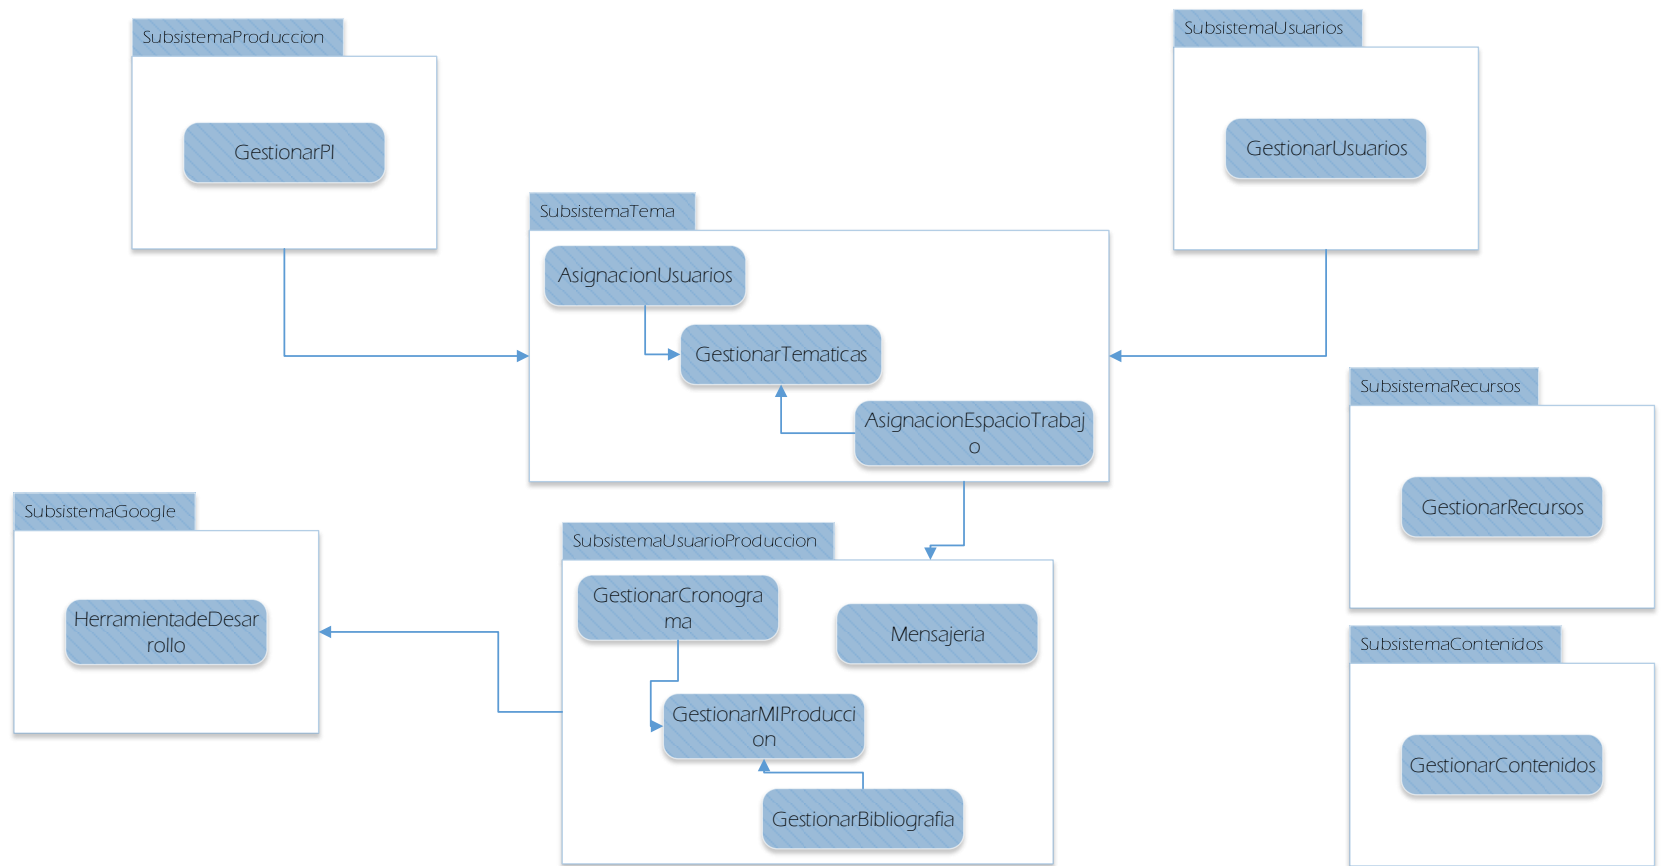 SubsistemaProduccion
GestionarPI
SubsistemaUsuarios
GestionarUsuarios
SubsistemaTema
AsignacionUsuarios
GestionarTematicas
AsignacionEspacioTrabaj
o
SubsistemaRecursos
GestionarRecursos
SubsistemaGoogle
HerramientadeDesar
rollo
SubsistemaUsuarioProduccion
GestionarCronogra
ma
Mensajeria
GestionarMIProducci
on
GestionarBibliografia
SubsistemaContenidos
GestionarContenidos